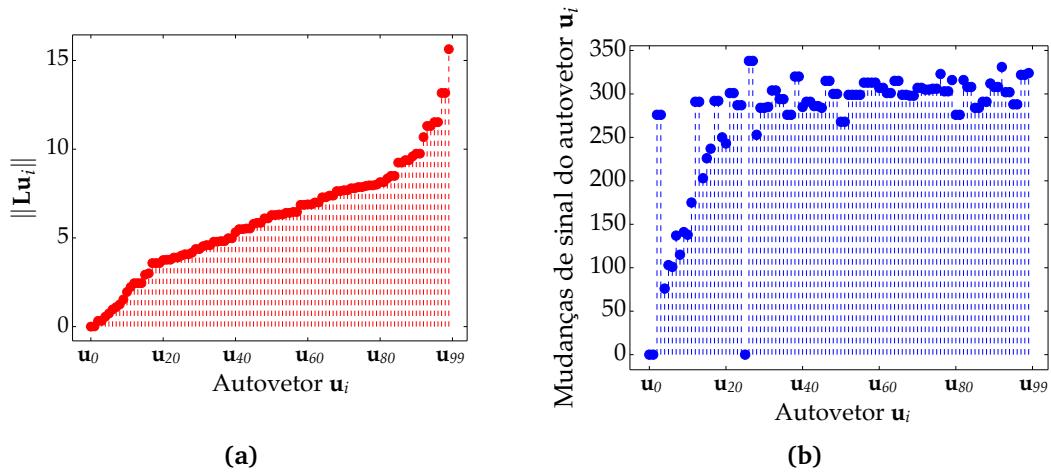 15
10
5
0
||Lu_i||
u_0 u_20 u_40 u_60 u_80 u_99
Autovetor u_i
(a)
350
300
250
200
150
100
50
0
Mudanças de sinal do autovetor u_i
u_0 u_20 u_40 u_60 u_80 u_99
Autovetor u_i
(b)